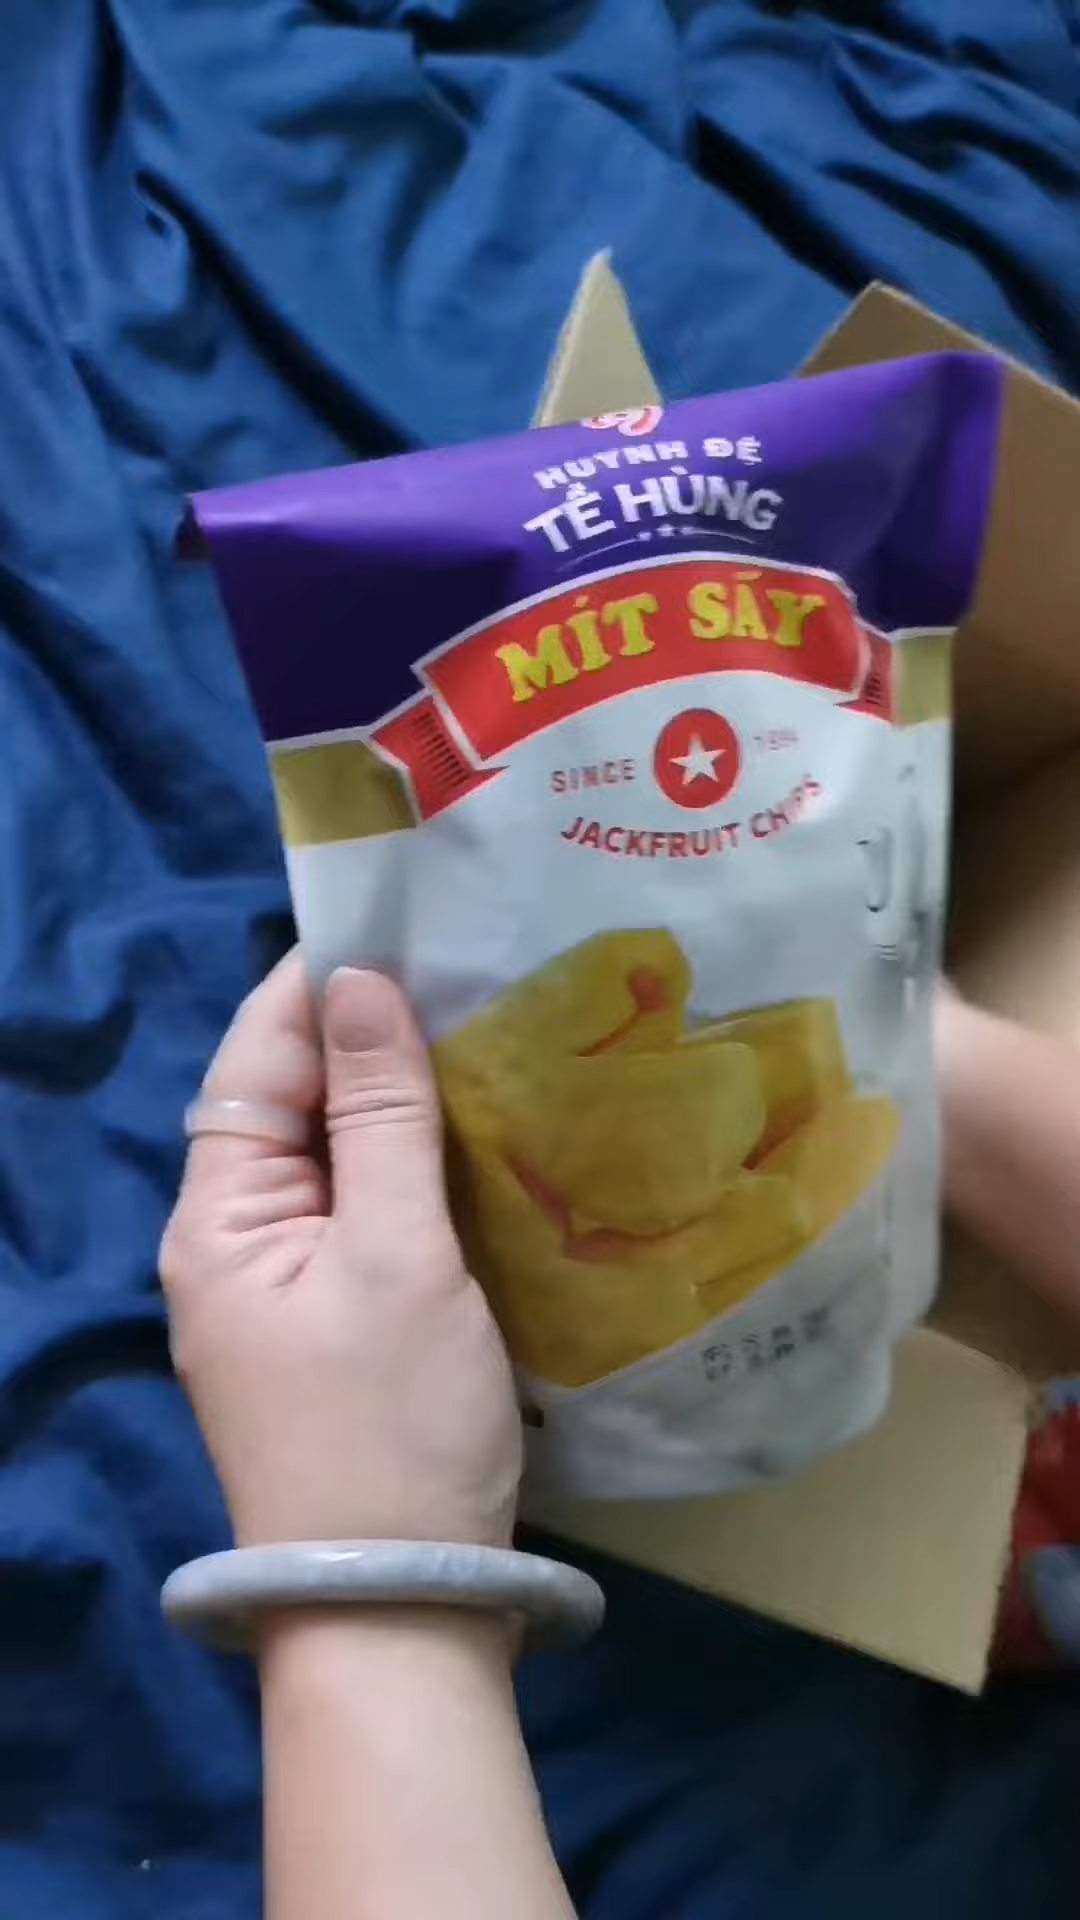 HUYNH ĐỆ
TỀ HÙNG
MÍT SẤY
SINCE
JACKFRUIT CHIPS